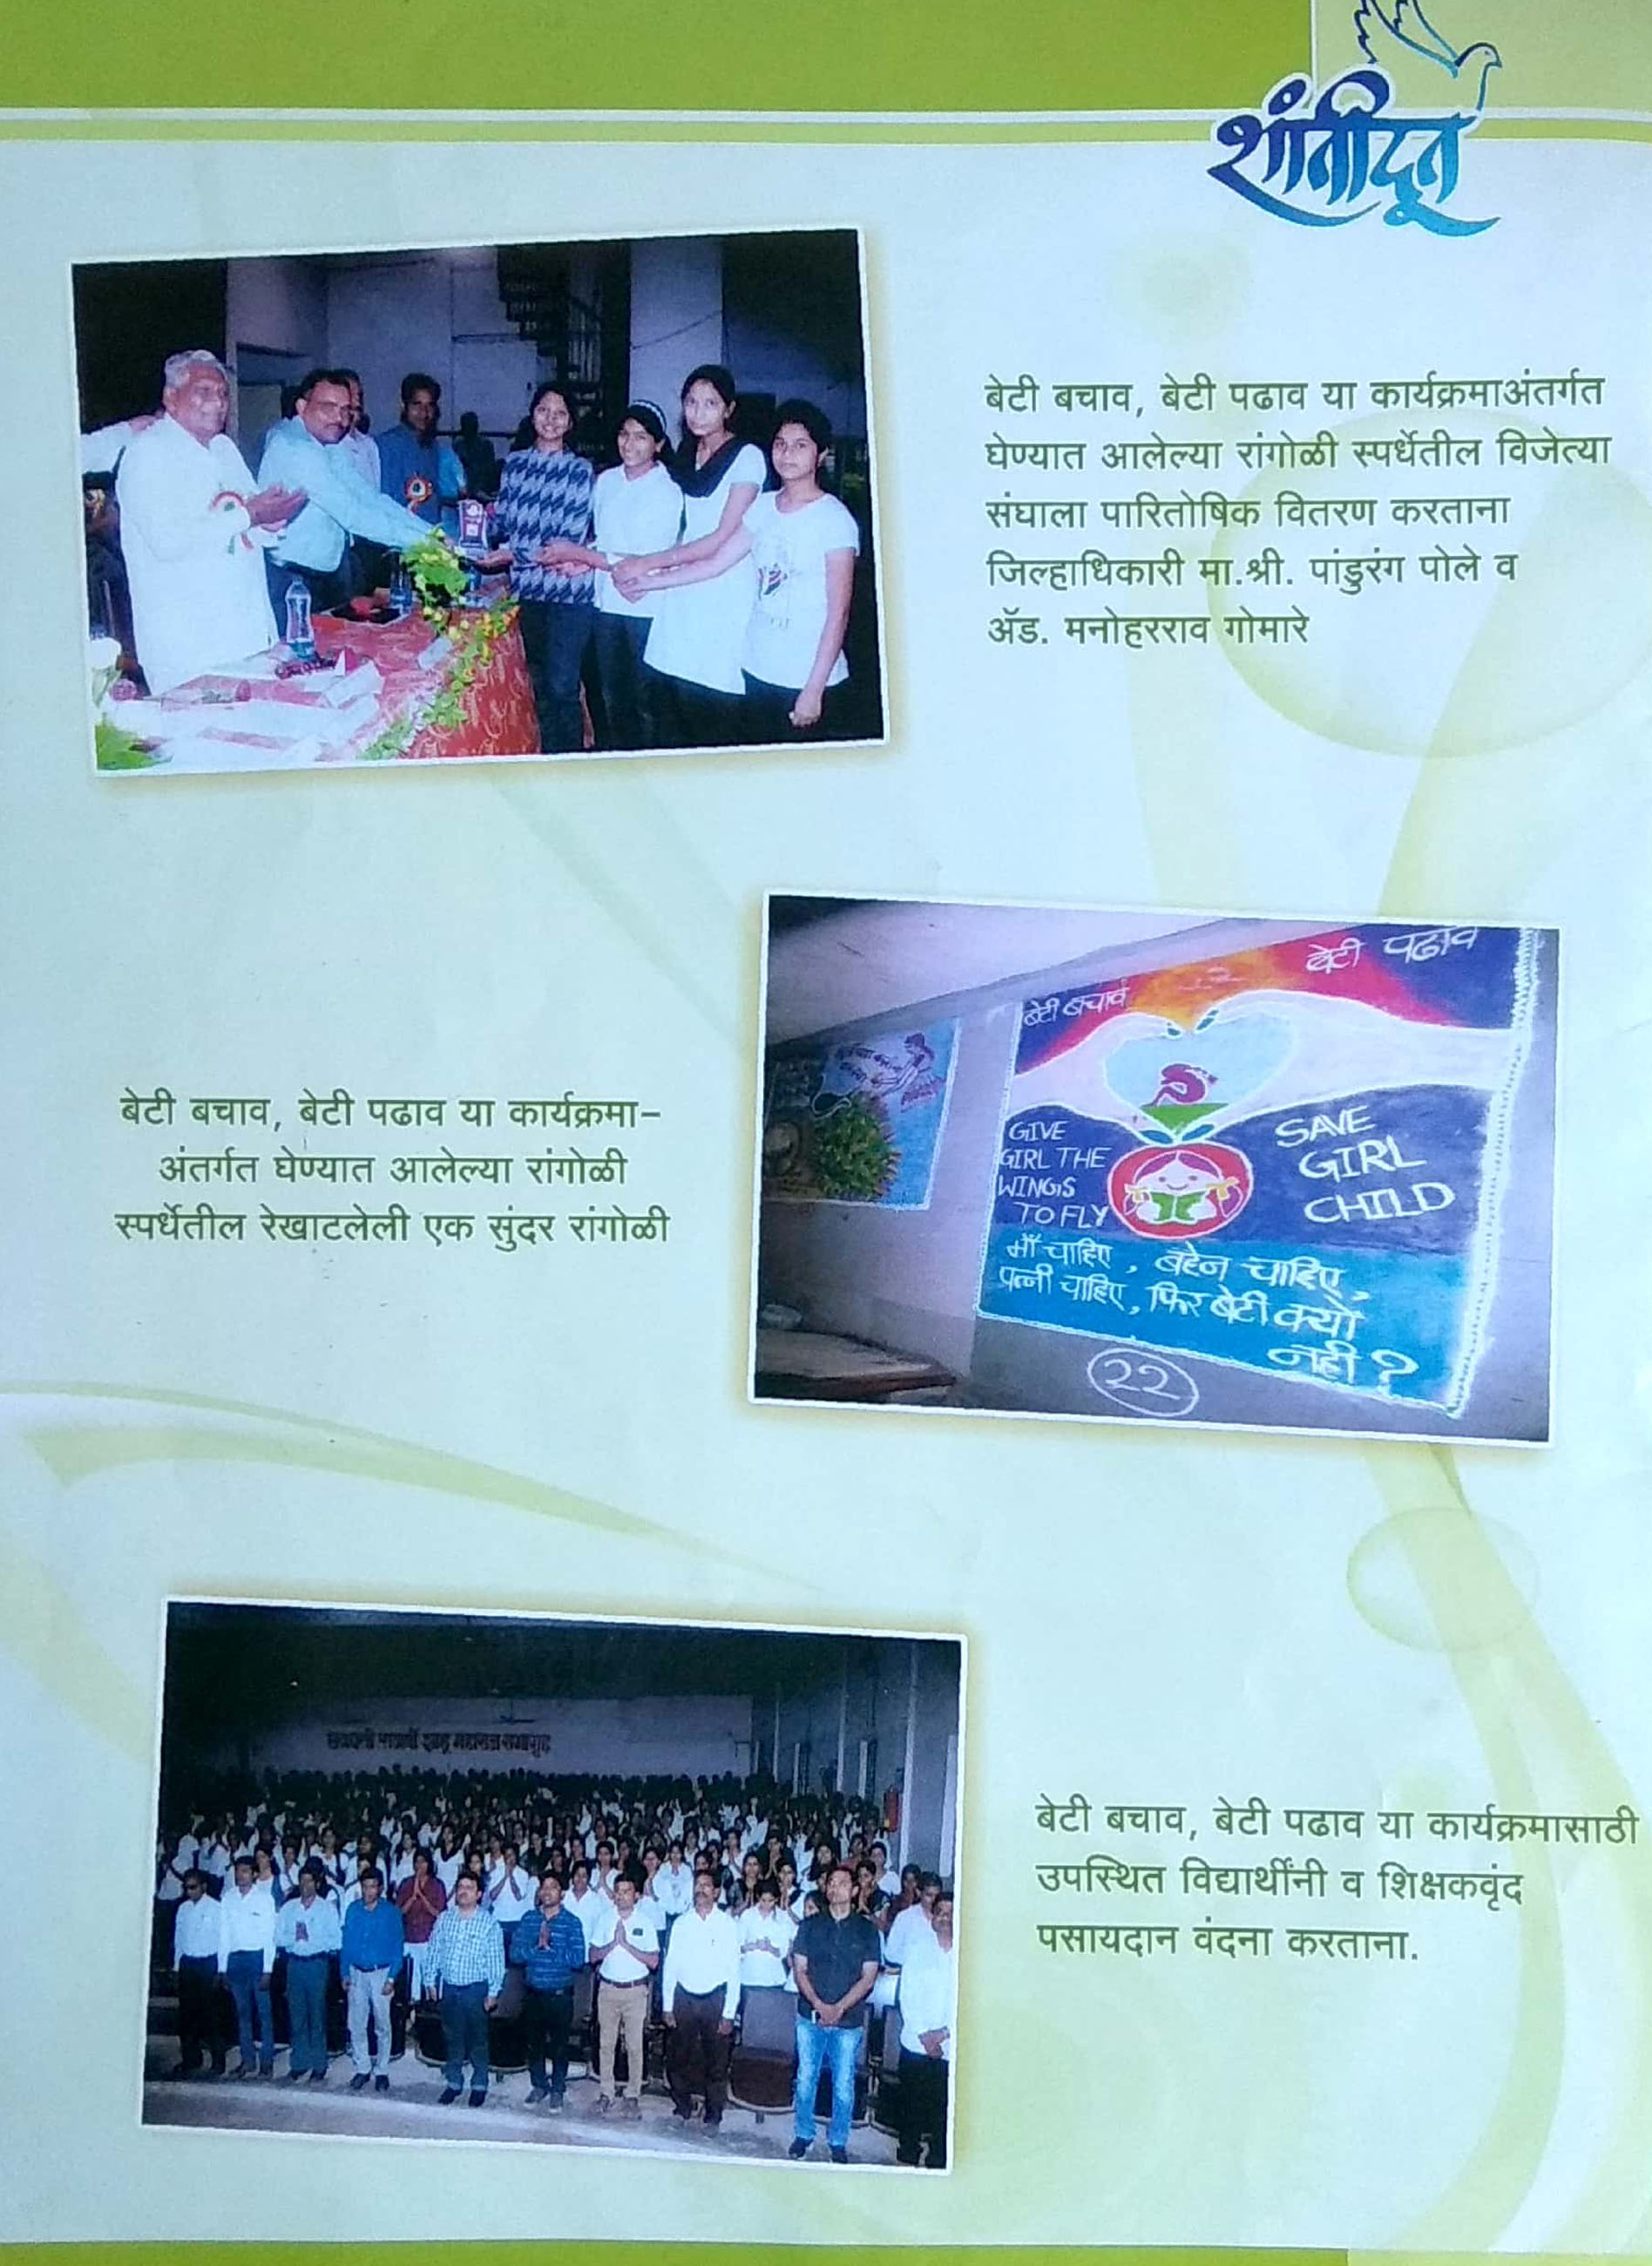 शांतीदूत
बेटी बचाव, बेटी पढाव या कार्यक्रमाअंतर्गत
घेण्यात आलेल्या रांगोळी स्पर्धेतील विजेत्या
संघाला पारितोषिक वितरण करताना
जिल्हाधिकारी मा.श्री. पांडुरंग पोले व
ॲड. मनोहरराव गोमारे
बेटी बचाव, बेटी पढाव या कार्यक्रमा-
अंतर्गत घेण्यात आलेल्या रांगोळी
स्पर्धेतील रेखाटलेली एक सुंदर रांगोळी
बेटी बचाव
बेटी पढाव
GIVE
GIRL THE
WINGS
TO FLY
SAVE
GIRL
CHILD
माँ चाहिए, बहेन चाहिए,
पत्नी चाहिए, फिर बेटी क्यो
नही ?
22
बेटी बचाव, बेटी पढाव या कार्यक्रमासाठी
उपस्थित विद्यार्थींनी व शिक्षकवृंद
पसायदान वंदना करताना.